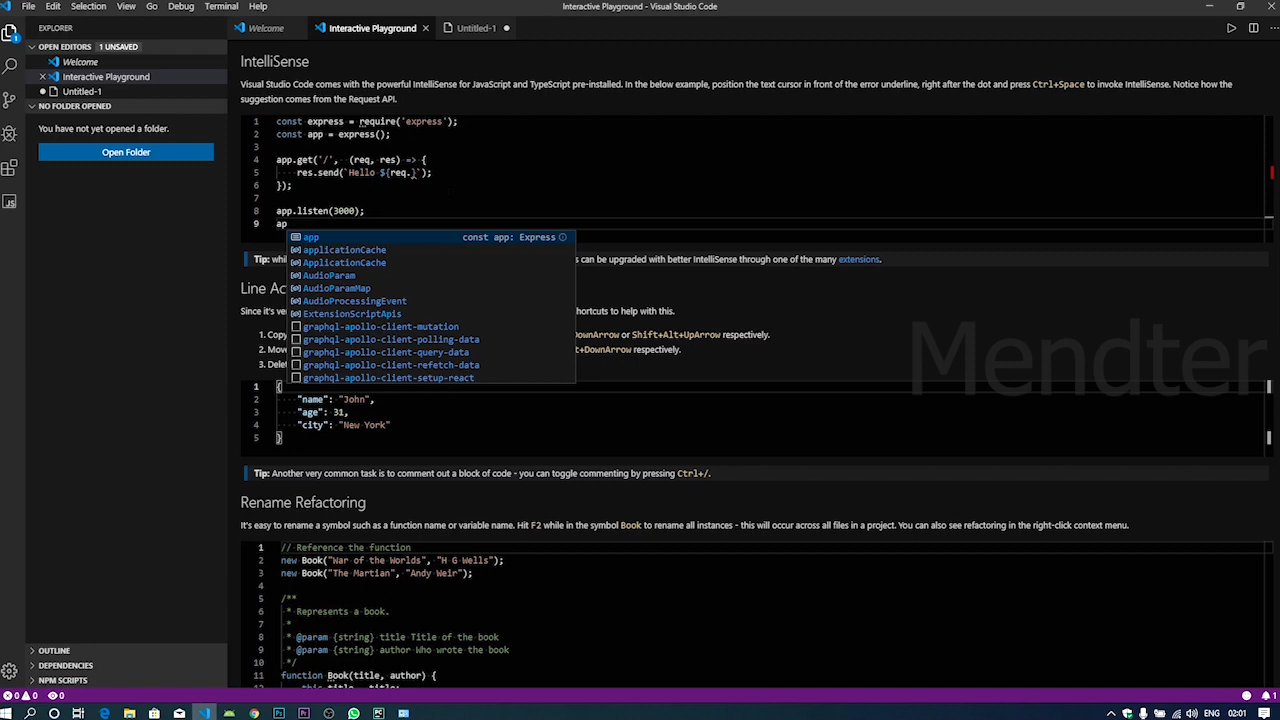 File Edit Selection View Go Debug Terminal Help
Interactive Playground - Visual Studio Code
EXPLORER
OPEN EDITORS 1 UNSAVED
Welcome
Interactive Playground
Untitled-1
NO FOLDER OPENED
You have not yet opened a folder.
Open Folder
OUTLINE
DEPENDENCIES
NPM SCRIPTS
Welcome Interactive Playground Untitled-1
IntelliSense
Visual Studio Code comes with the powerful IntelliSense for JavaScript and TypeScript pre-installed. In the below example, position the text cursor in front of the error underline, right after the dot and press Ctrl+Space to invoke IntelliSense. Notice how the
suggestion comes from the Request API.
1 const express = require('express');
2 const app = express();
3
4 app.get('/', (req, res) => {
5 res.send(`Hello ${req.}`);
6 });
7
8 app.listen(3000);
9 ap
app const app: Express
applicationCache
ApplicationCache
AudioParam
AudioParamMap
AudioProcessingEvent
ExtensionScriptApis
graphql-apollo-client-mutation
graphql-apollo-client-polling-data
graphql-apollo-client-query-data
graphql-apollo-client-refetch-data
graphql-apollo-client-setup-react
Tip: whi s can be upgraded with better IntelliSense through one of the many extensions.
Line Ac
Since it's ve hortcuts to help with this.
1. Copy ownArrow or Shift+Alt+UpArrow respectively.
2. Mov t+DownArrow respectively.
3. Delet
1 {
2 "name": "John",
3 "age": 31,
4 "city": "New York"
5 }
Tip: Another very common task is to comment out a block of code - you can toggle commenting by pressing Ctrl+/.
Rename Refactoring
It's easy to rename a symbol such as a function name or variable name. Hit F2 while in the symbol Book to rename all instances - this will occur across all files in a project. You can also see refactoring in the right-click context menu.
1 // Reference the function
2 new Book("War of the Worlds", "H G Wells");
3 new Book("The Martian", "Andy Weir");
4
5 /**
6 * Represents a book.
7 *
8 * @param {string} title Title of the book
9 * @param {string} author Who wrote the book
10 */
11 function Book(title, author) {
12 this.title = title;
Mendter
0 0 0
1
ENG 02:01